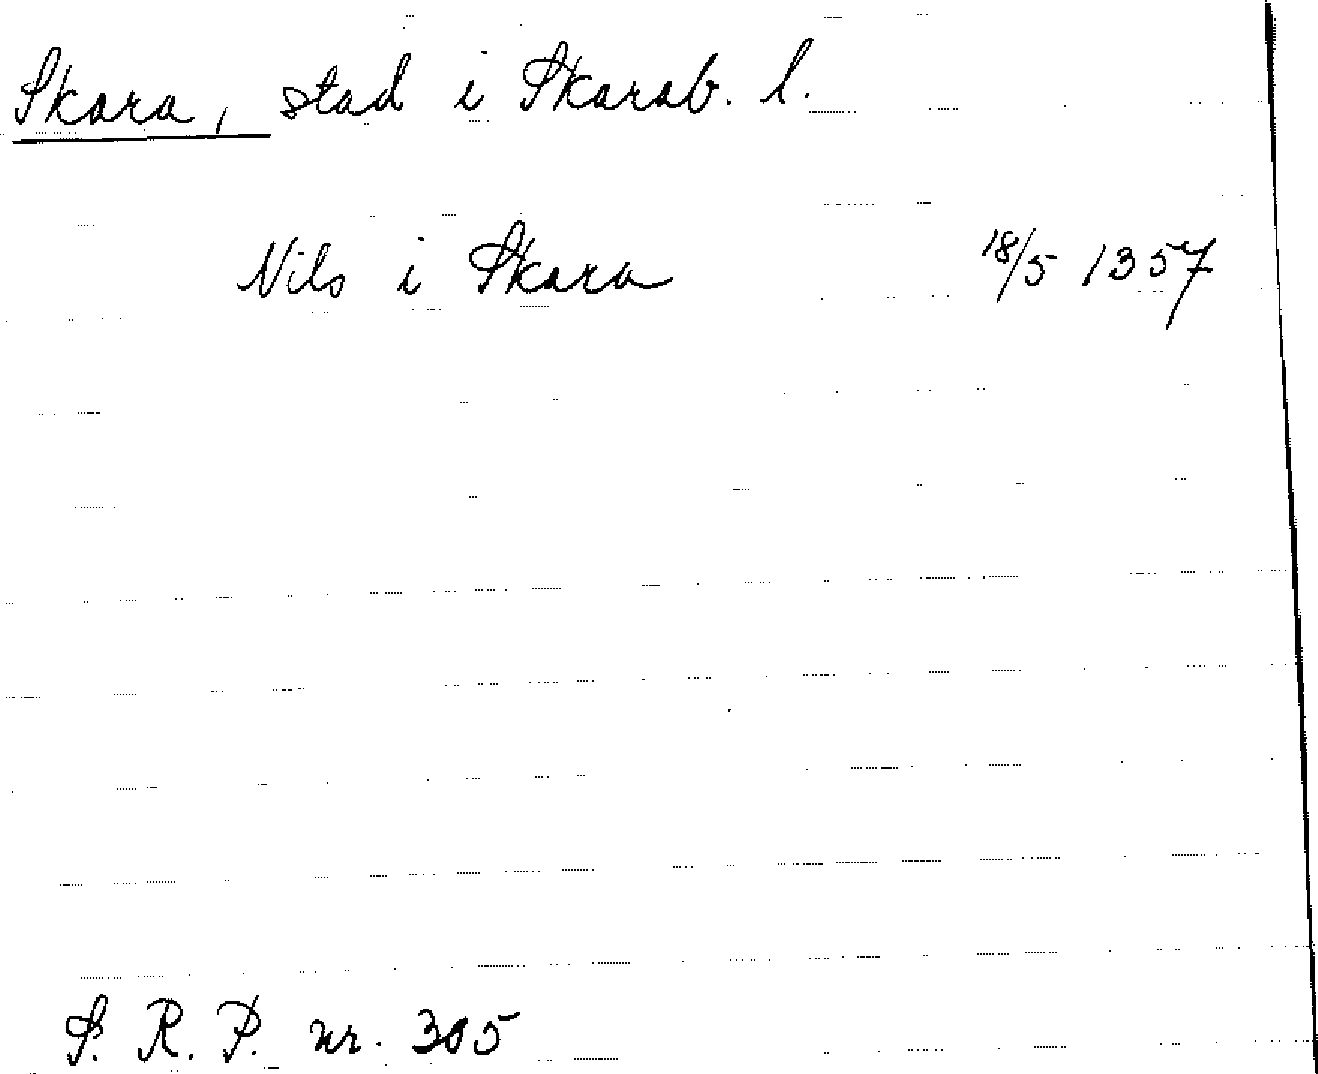 Skara, stad i Skarab. l.
Nils i Skara 18/5 1357
S. R. P. nr. 305